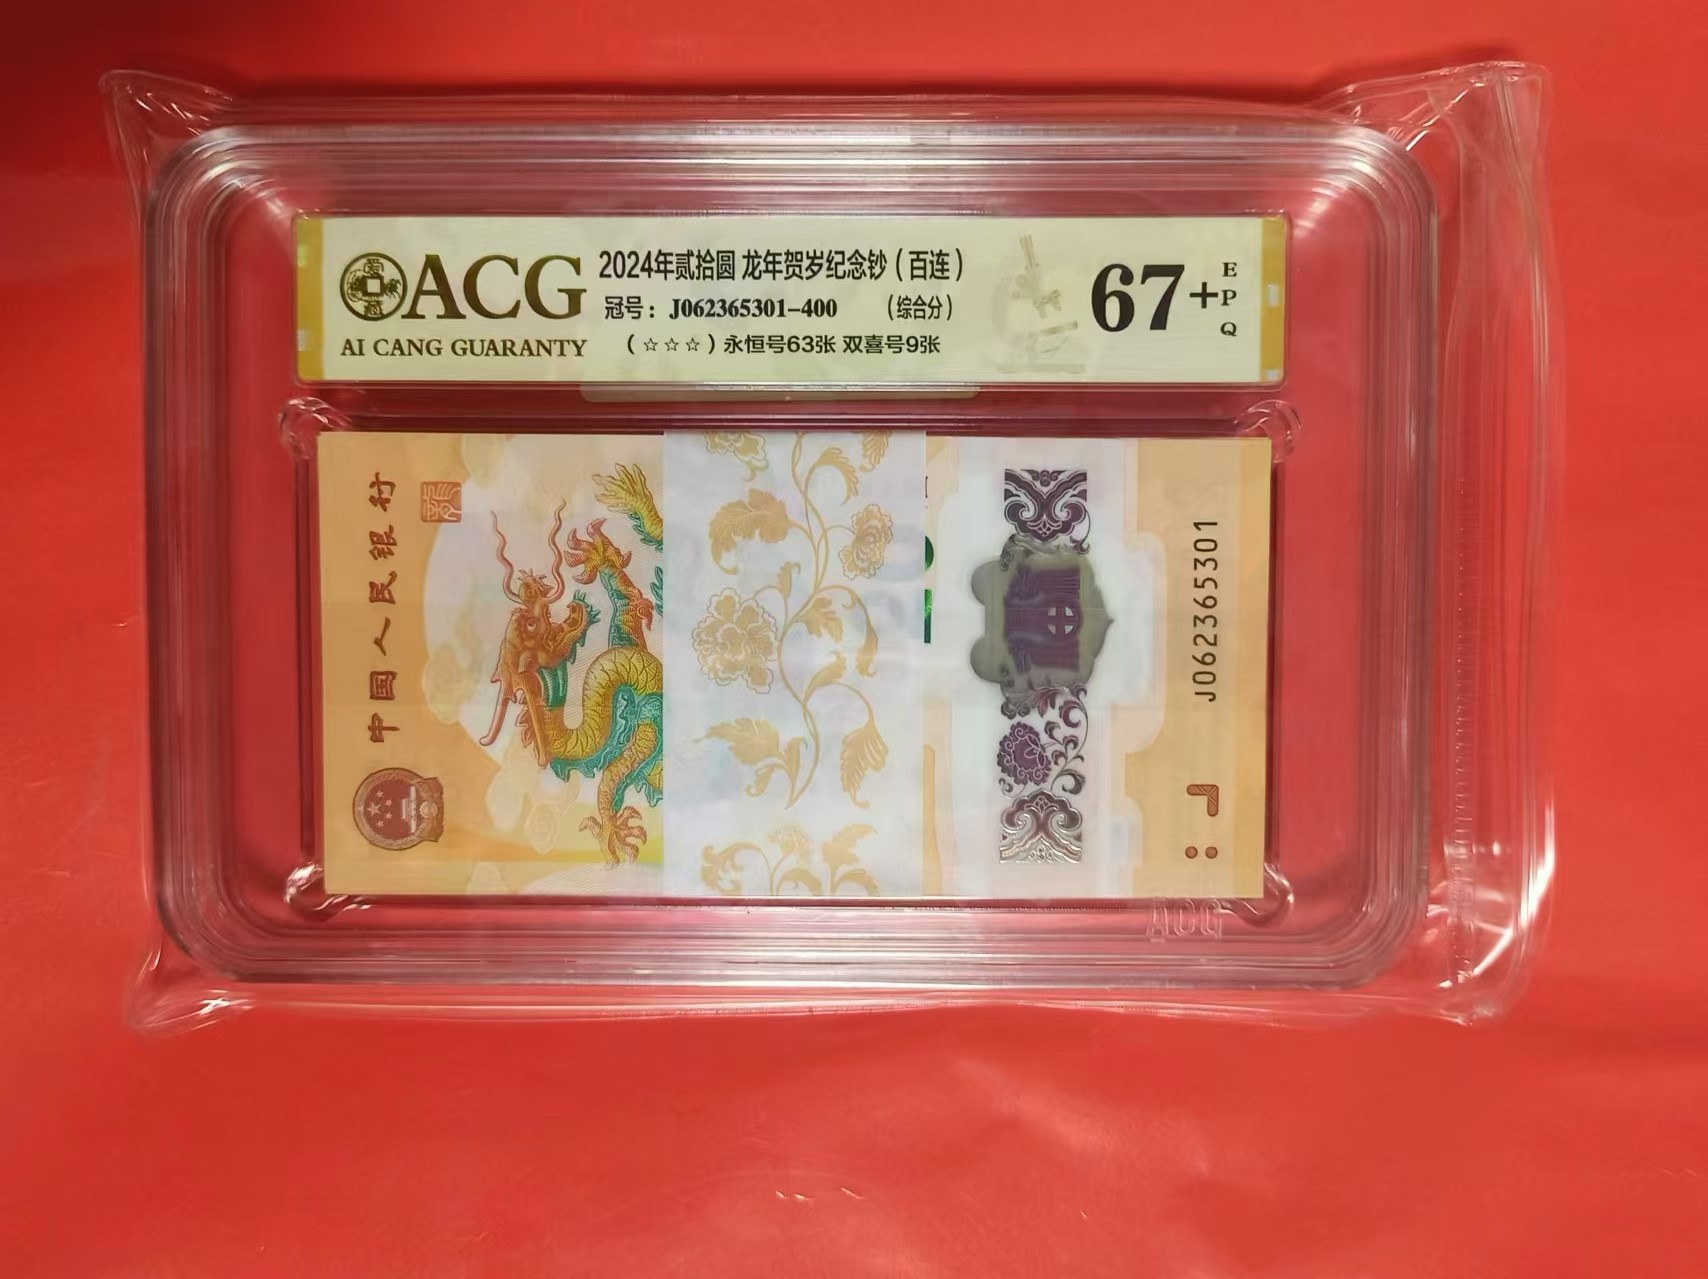 ACG
AI CANG GUARANTY
2024年贰拾圆 龙年贺岁纪念钞（百连）
冠号：J062365301-400 （综合分）
（☆☆☆）永恒号63张 双喜号9张
67+
EPQ
中国人民银行
J062365301
ACG